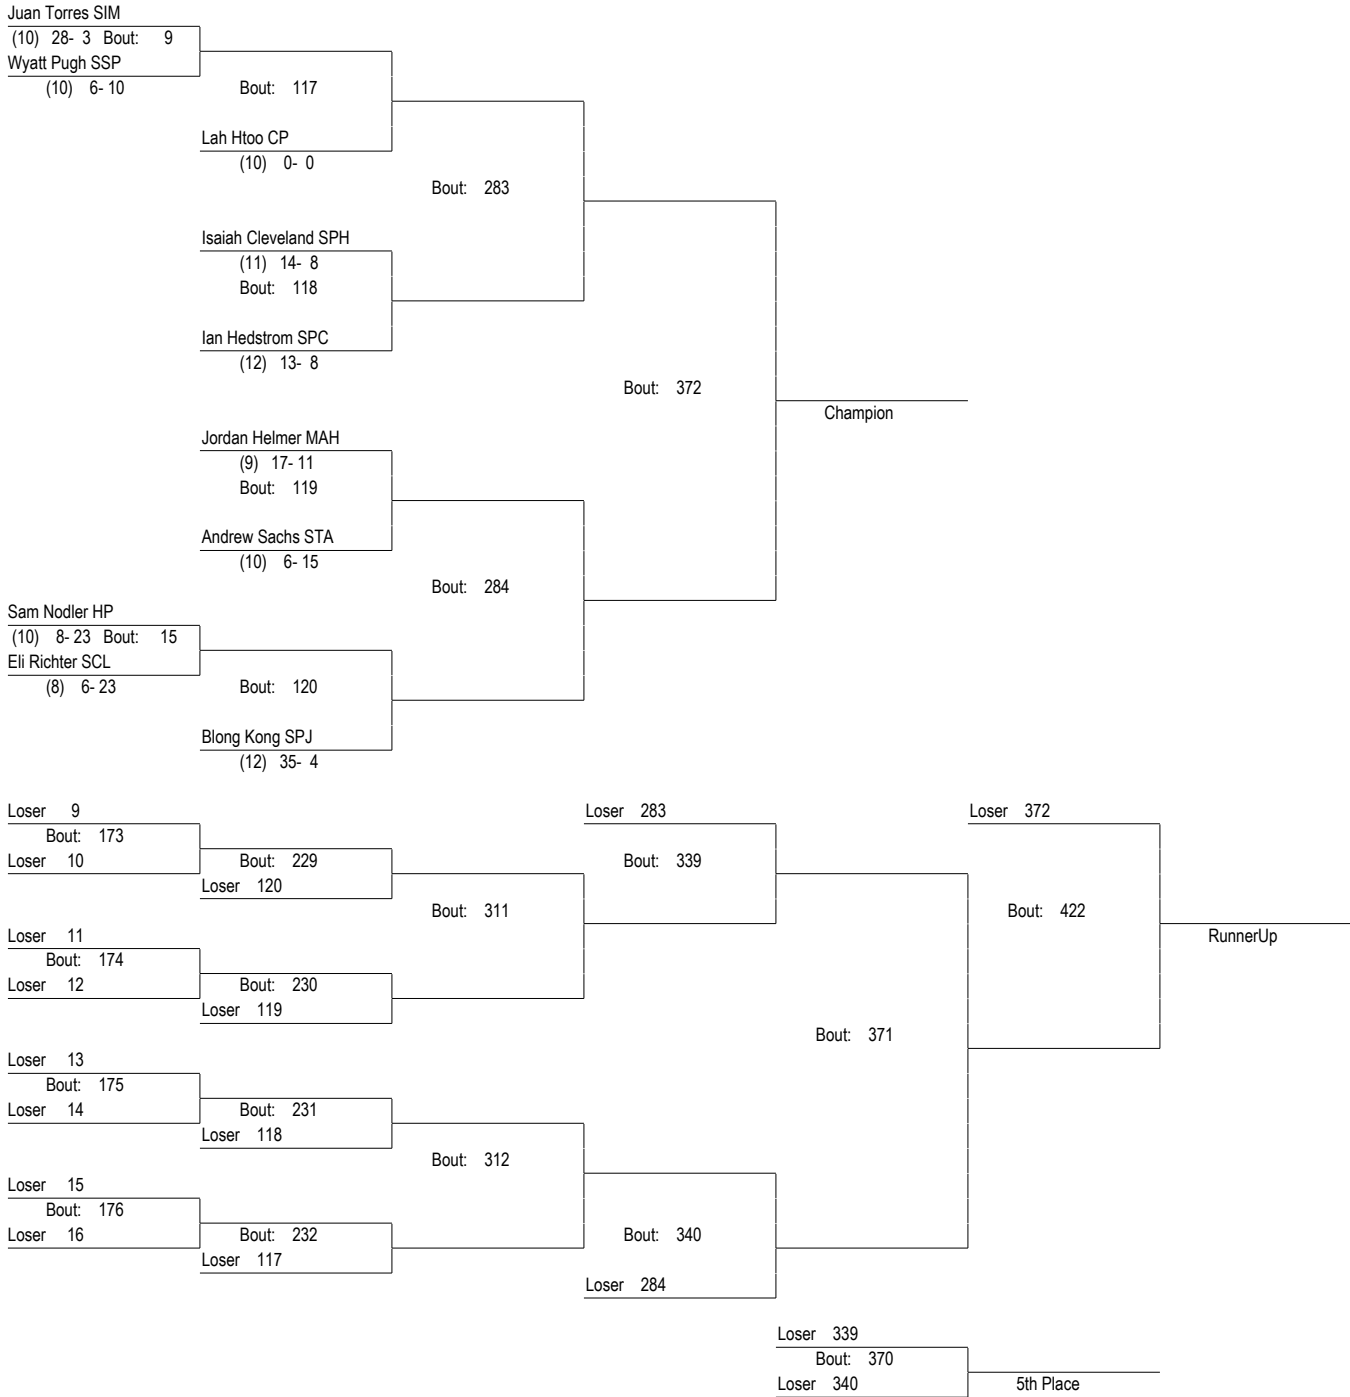 Juan Torres SIM
(10) 28- 3 Bout: 9
Wyatt Pugh SSP
(10) 6- 10
Bout: 117
Lah Htoo CP
(10) 0- 0
Bout: 283
Isaiah Cleveland SPH
(11) 14- 8
Bout: 118
Ian Hedstrom SPC
(12) 13- 8
Bout: 372
Champion
Jordan Helmer MAH
(9) 17- 11
Bout: 119
Andrew Sachs STA
(10) 6- 15
Bout: 284
Sam Nodler HP
(10) 8- 23 Bout: 15
Eli Richter SCL
(8) 6- 23
Bout: 120
Blong Kong SPJ
(12) 35- 4
Loser 9
Bout: 173
Loser 10
Bout: 229
Loser 120
Bout: 311
Loser 283
Bout: 339
Loser 372
Bout: 422
RunnerUp
Loser 11
Bout: 174
Loser 12
Bout: 230
Loser 119
Bout: 371
Loser 13
Bout: 175
Loser 14
Bout: 231
Loser 118
Bout: 312
Loser 15
Bout: 176
Loser 16
Bout: 232
Loser 117
Bout: 340
Loser 284
Loser 339
Bout: 370
Loser 340
5th Place